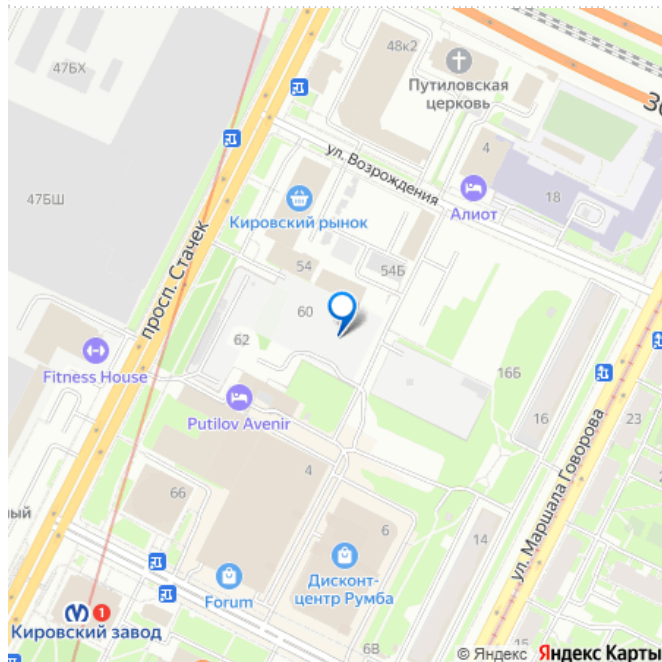 47БХ
48к2
Путиловская
церковь
Зо
ул. Возрождения
4
18
Алиот
47БШ
Кировский рынок
просп. Стачек
54
54Б
60
62
Fitness House
16Б
Putilov Avenir
16
23
ул. Маршала Говорова
4
66
ный
6
14
Дисконт-
центр Румба
Forum
1
Кировский завод
6В
15
© Яндекс Яндекс Карты